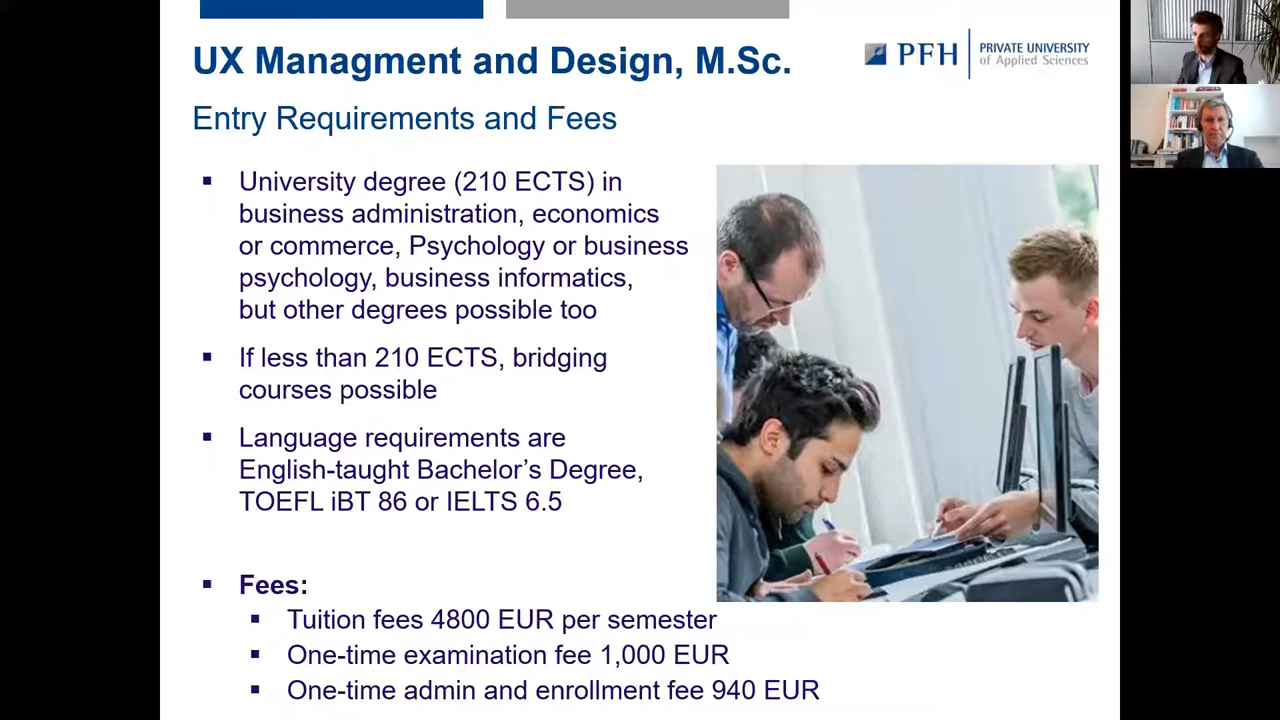 UX Managment and Design, M.Sc.
PFH PRIVATE UNIVERSITY
of Applied Sciences
Entry Requirements and Fees
▪ University degree (210 ECTS) in
business administration, economics
or commerce, Psychology or business
psychology, business informatics,
but other degrees possible too
▪ If less than 210 ECTS, bridging
courses possible
▪ Language requirements are
English-taught Bachelor’s Degree,
TOEFL iBT 86 or IELTS 6.5
▪ Fees:
▪ Tuition fees 4800 EUR per semester
▪ One-time examination fee 1,000 EUR
▪ One-time admin and enrollment fee 940 EUR